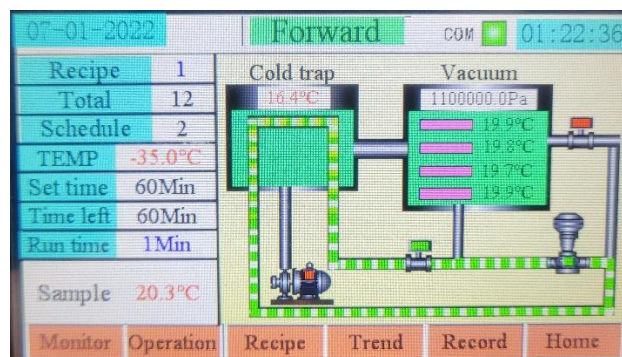 07-01-2022 Forward COM 01:22:36
Recipe 1
Total 12
Schedule 2
TEMP -35.0°C
Set time 60Min
Time left 60Min
Run time 1Min
Sample 20.3°C
Cold trap
16.4°C
Vacuum
1100000.0Pa
19.9°C
19.8°C
19.7°C
19.9°C
Monitor Operation Recipe Trend Record Home